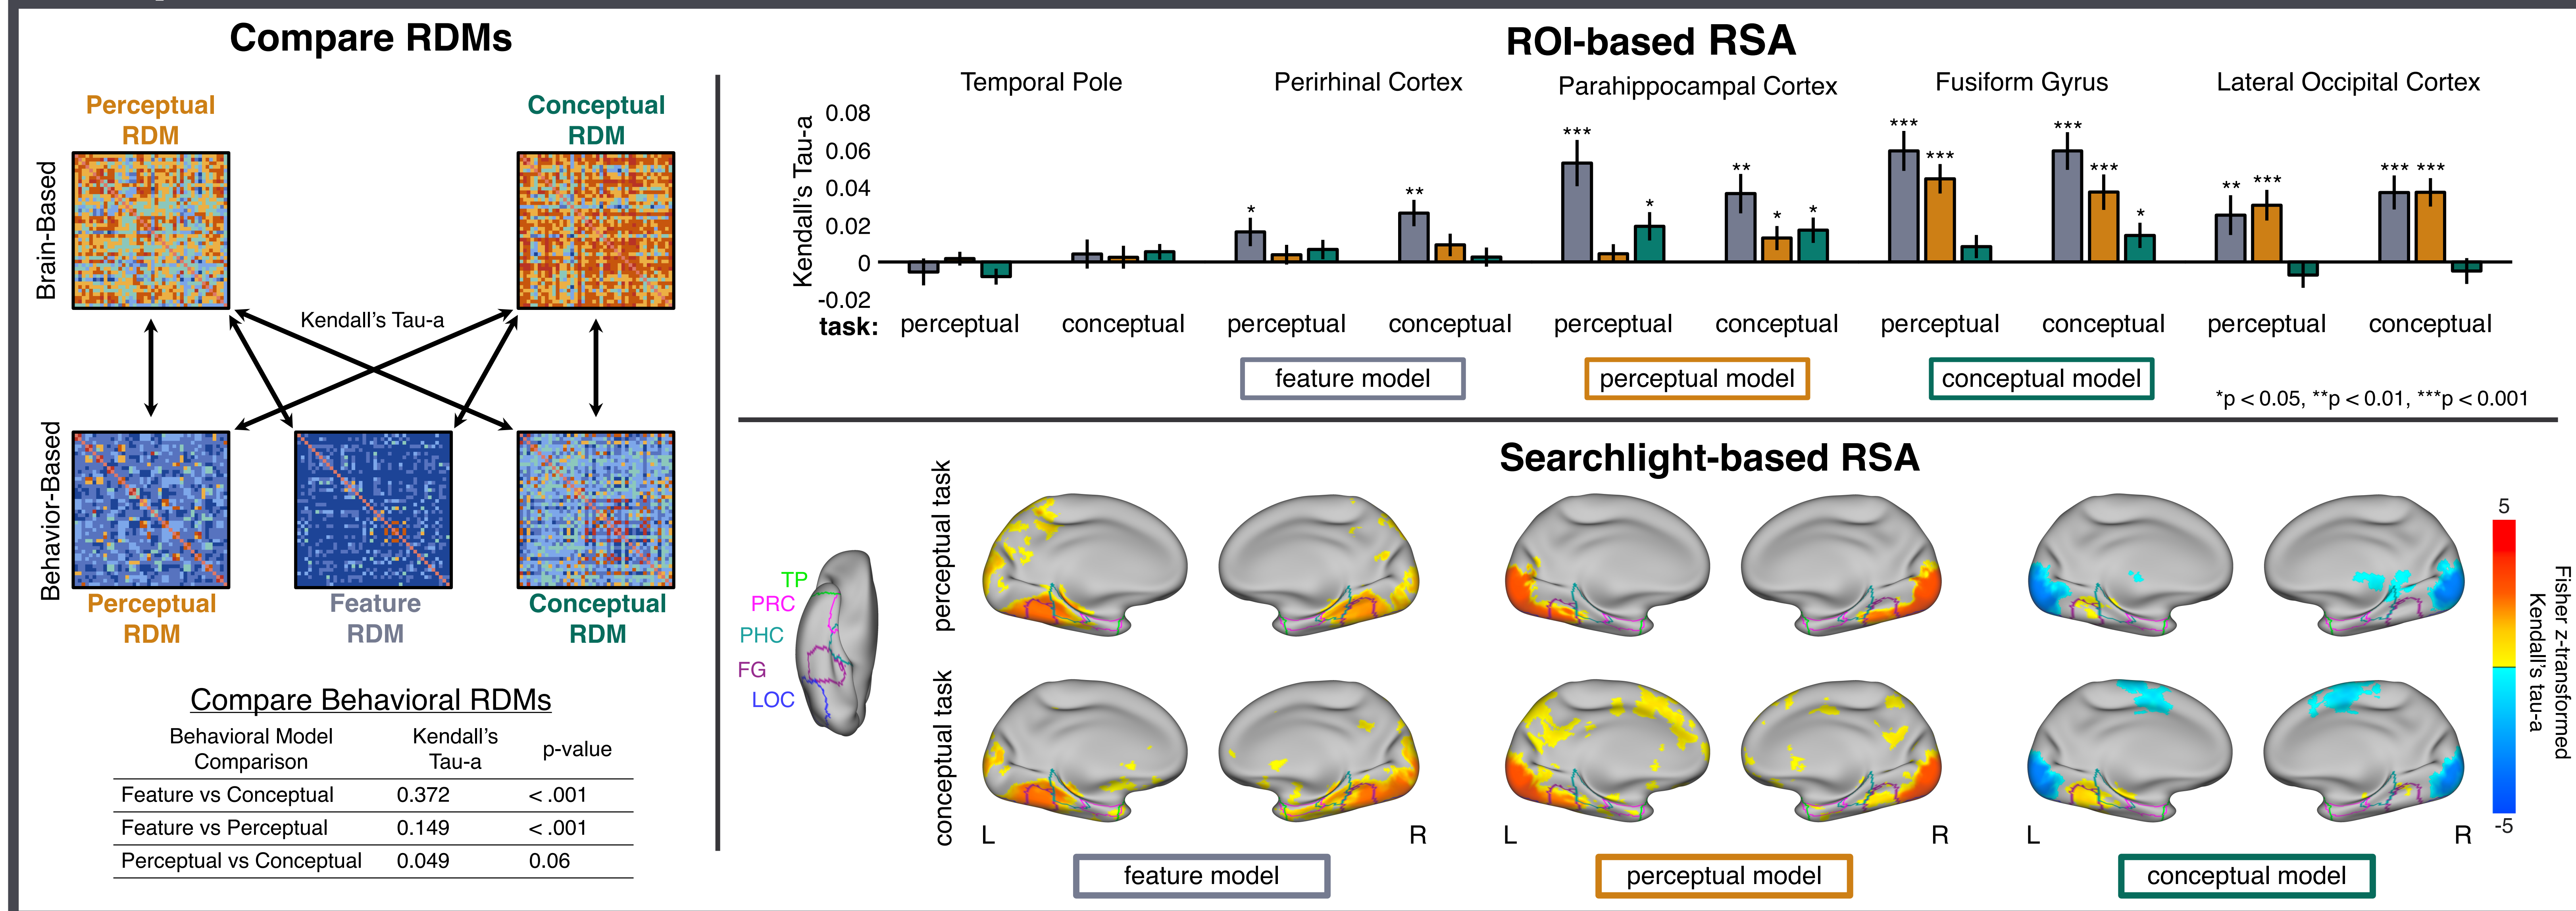 Compare RDMs
Perceptual
RDM
Conceptual
RDM
Brain-Based
Kendall's Tau-a
Behavior-Based
Perceptual
RDM
Feature
RDM
Conceptual
RDM
Compare Behavioral RDMs
Behavioral Model
Comparison
Kendall's
Tau-a
p-value
Feature vs Conceptual 0.372 < .001
Feature vs Perceptual 0.149 < .001
Perceptual vs Conceptual 0.049 0.06
ROI-based RSA
Temporal Pole Perirhinal Cortex Parahippocampal Cortex Fusiform Gyrus Lateral Occipital Cortex
Kendall's Tau-a
0.08
0.06
0.04
0.02
0
-0.02
* ** *** * ** * * *** *** *** *** * ** *** *** ***
task: perceptual conceptual perceptual conceptual perceptual conceptual perceptual conceptual perceptual conceptual
feature model perceptual model conceptual model
*p < 0.05, **p < 0.01, ***p < 0.001
Searchlight-based RSA
TP
PRC
PHC
FG
LOC
perceptual task
conceptual task
L R L R L R
feature model perceptual model conceptual model
5
-5
Fisher z-transformed
Kendall's tau-a